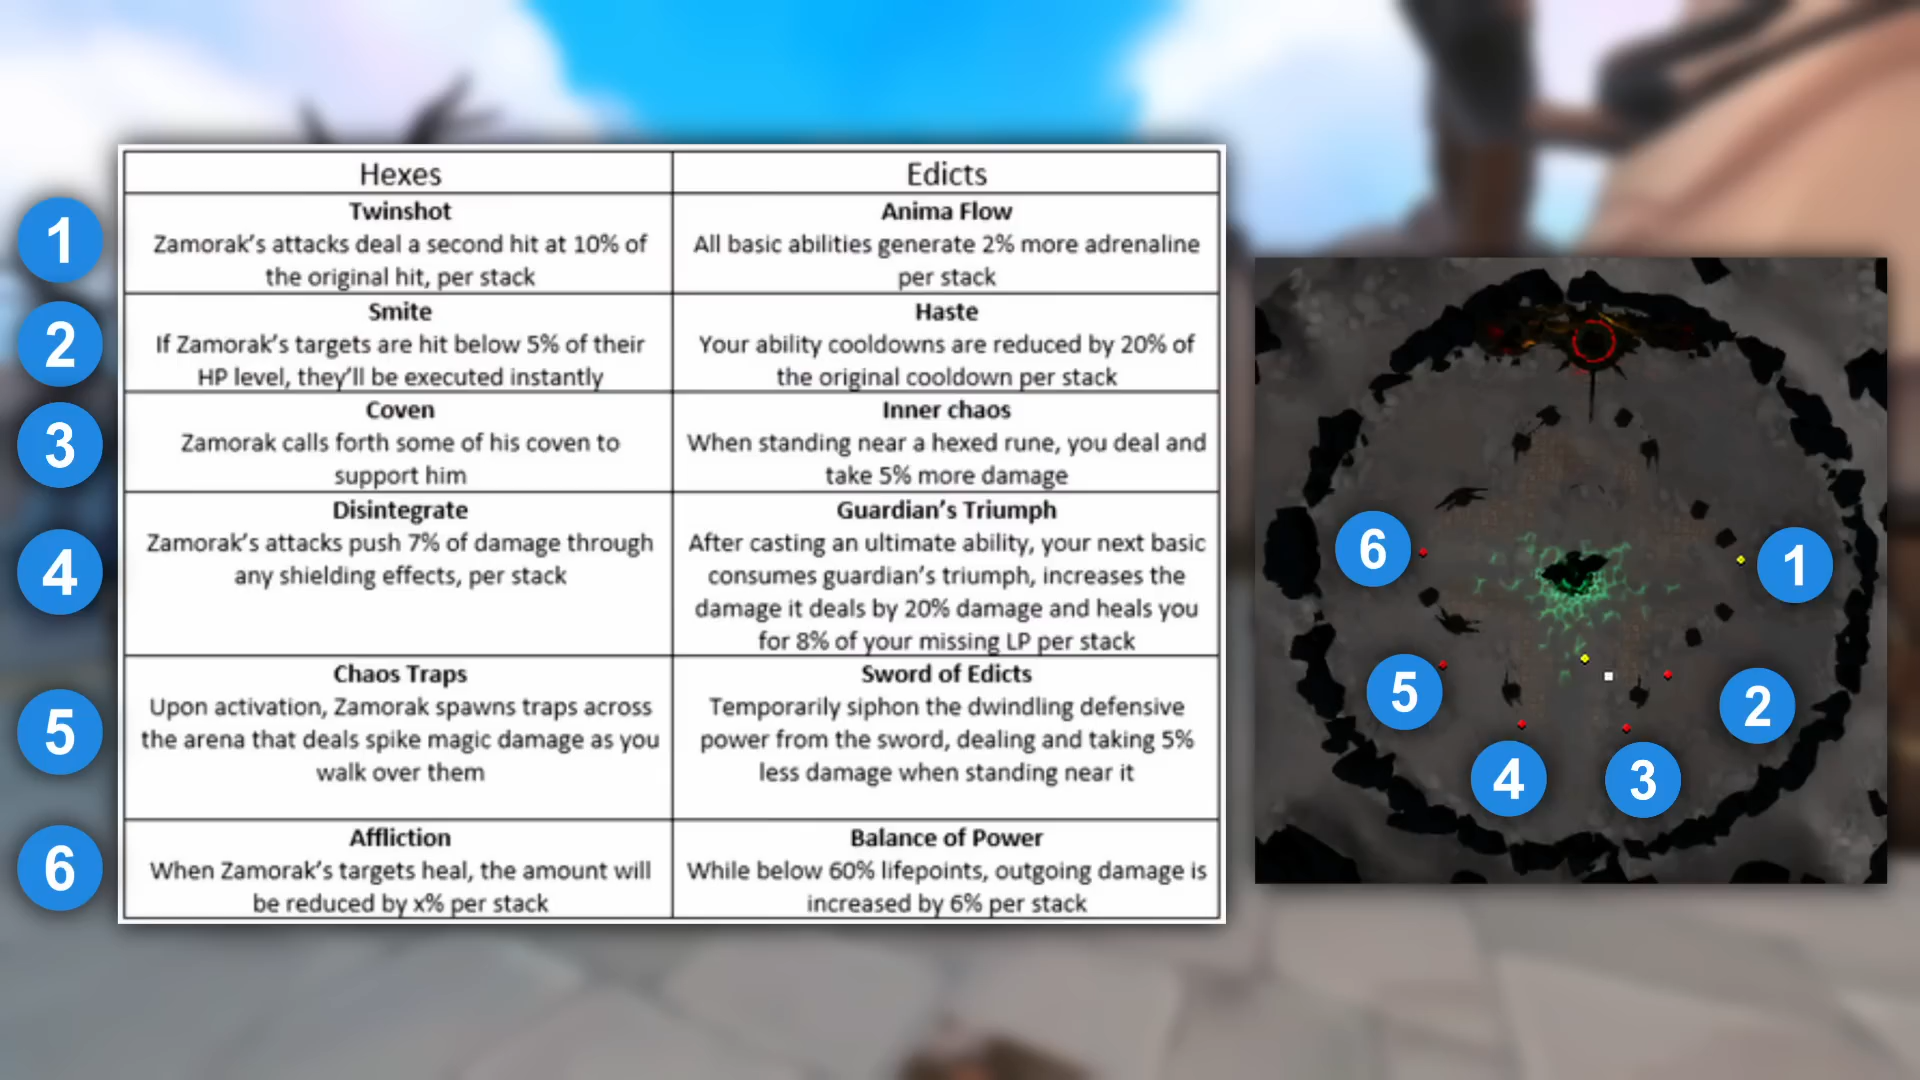 Hexes
Edicts
1
Twinshot
Zamorak's attacks deal a second hit at 10% of
the original hit, per stack
Anima Flow
All basic abilities generate 2% more adrenaline
per stack
2
Smite
If Zamorak's targets are hit below 5% of their
HP level, they'll be executed instantly
Haste
Your ability cooldowns are reduced by 20% of
the original cooldown per stack
3
Coven
Zamorak calls forth some of his coven to
support him
Inner chaos
When standing near a hexed rune, you deal and
take 5% more damage
4
Disintegrate
Zamorak's attacks push 7% of damage through
any shielding effects, per stack
Guardian's Triumph
After casting an ultimate ability, your next basic
consumes guardian's triumph, increases the
damage it deals by 20% damage and heals you
for 8% of your missing LP per stack
5
Chaos Traps
Upon activation, Zamorak spawns traps across
the arena that deals spike magic damage as you
walk over them
Sword of Edicts
Temporarily siphon the dwindling defensive
power from the sword, dealing and taking 5%
less damage when standing near it
6
Affliction
When Zamorak's targets heal, the amount will
be reduced by x% per stack
Balance of Power
While below 60% lifepoints, outgoing damage is
increased by 6% per stack
6
1
5
2
4
3